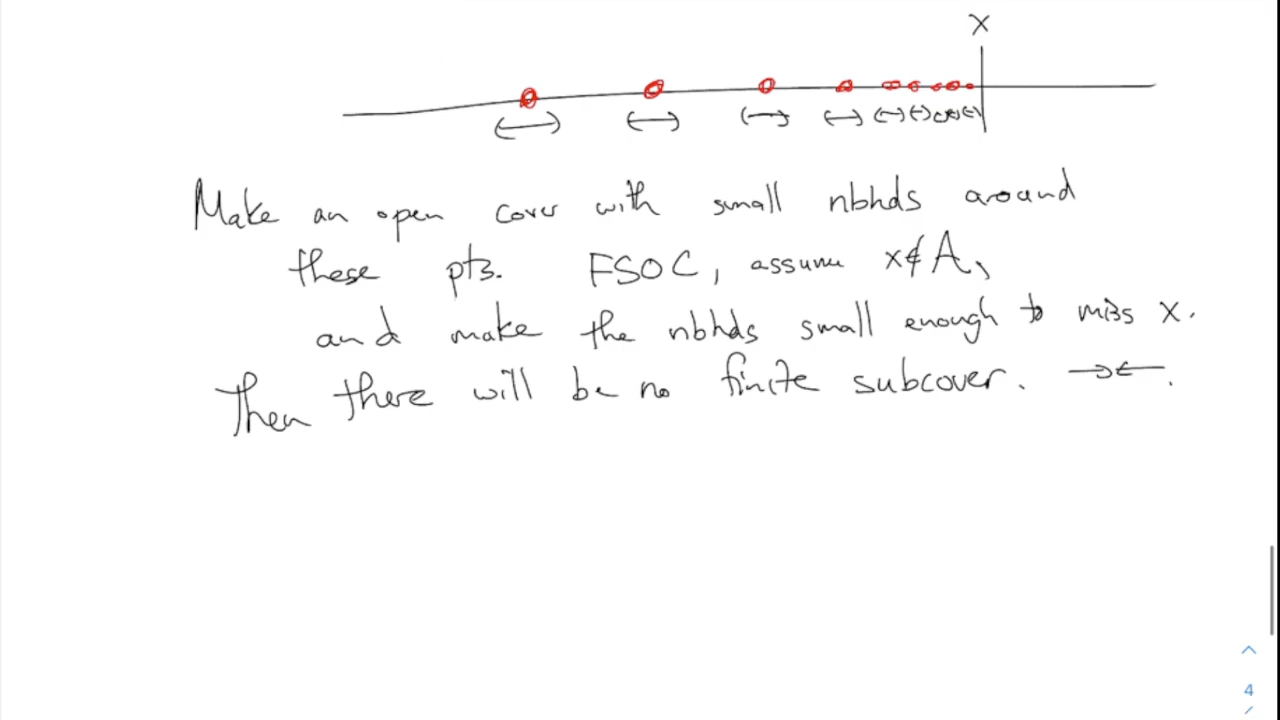 X
Make an open cover with small nbhds around
these pts. FSOC, assume x∉A,
and make the nbhds small enough to miss x.
Then there will be no finite subcover. →←.
4